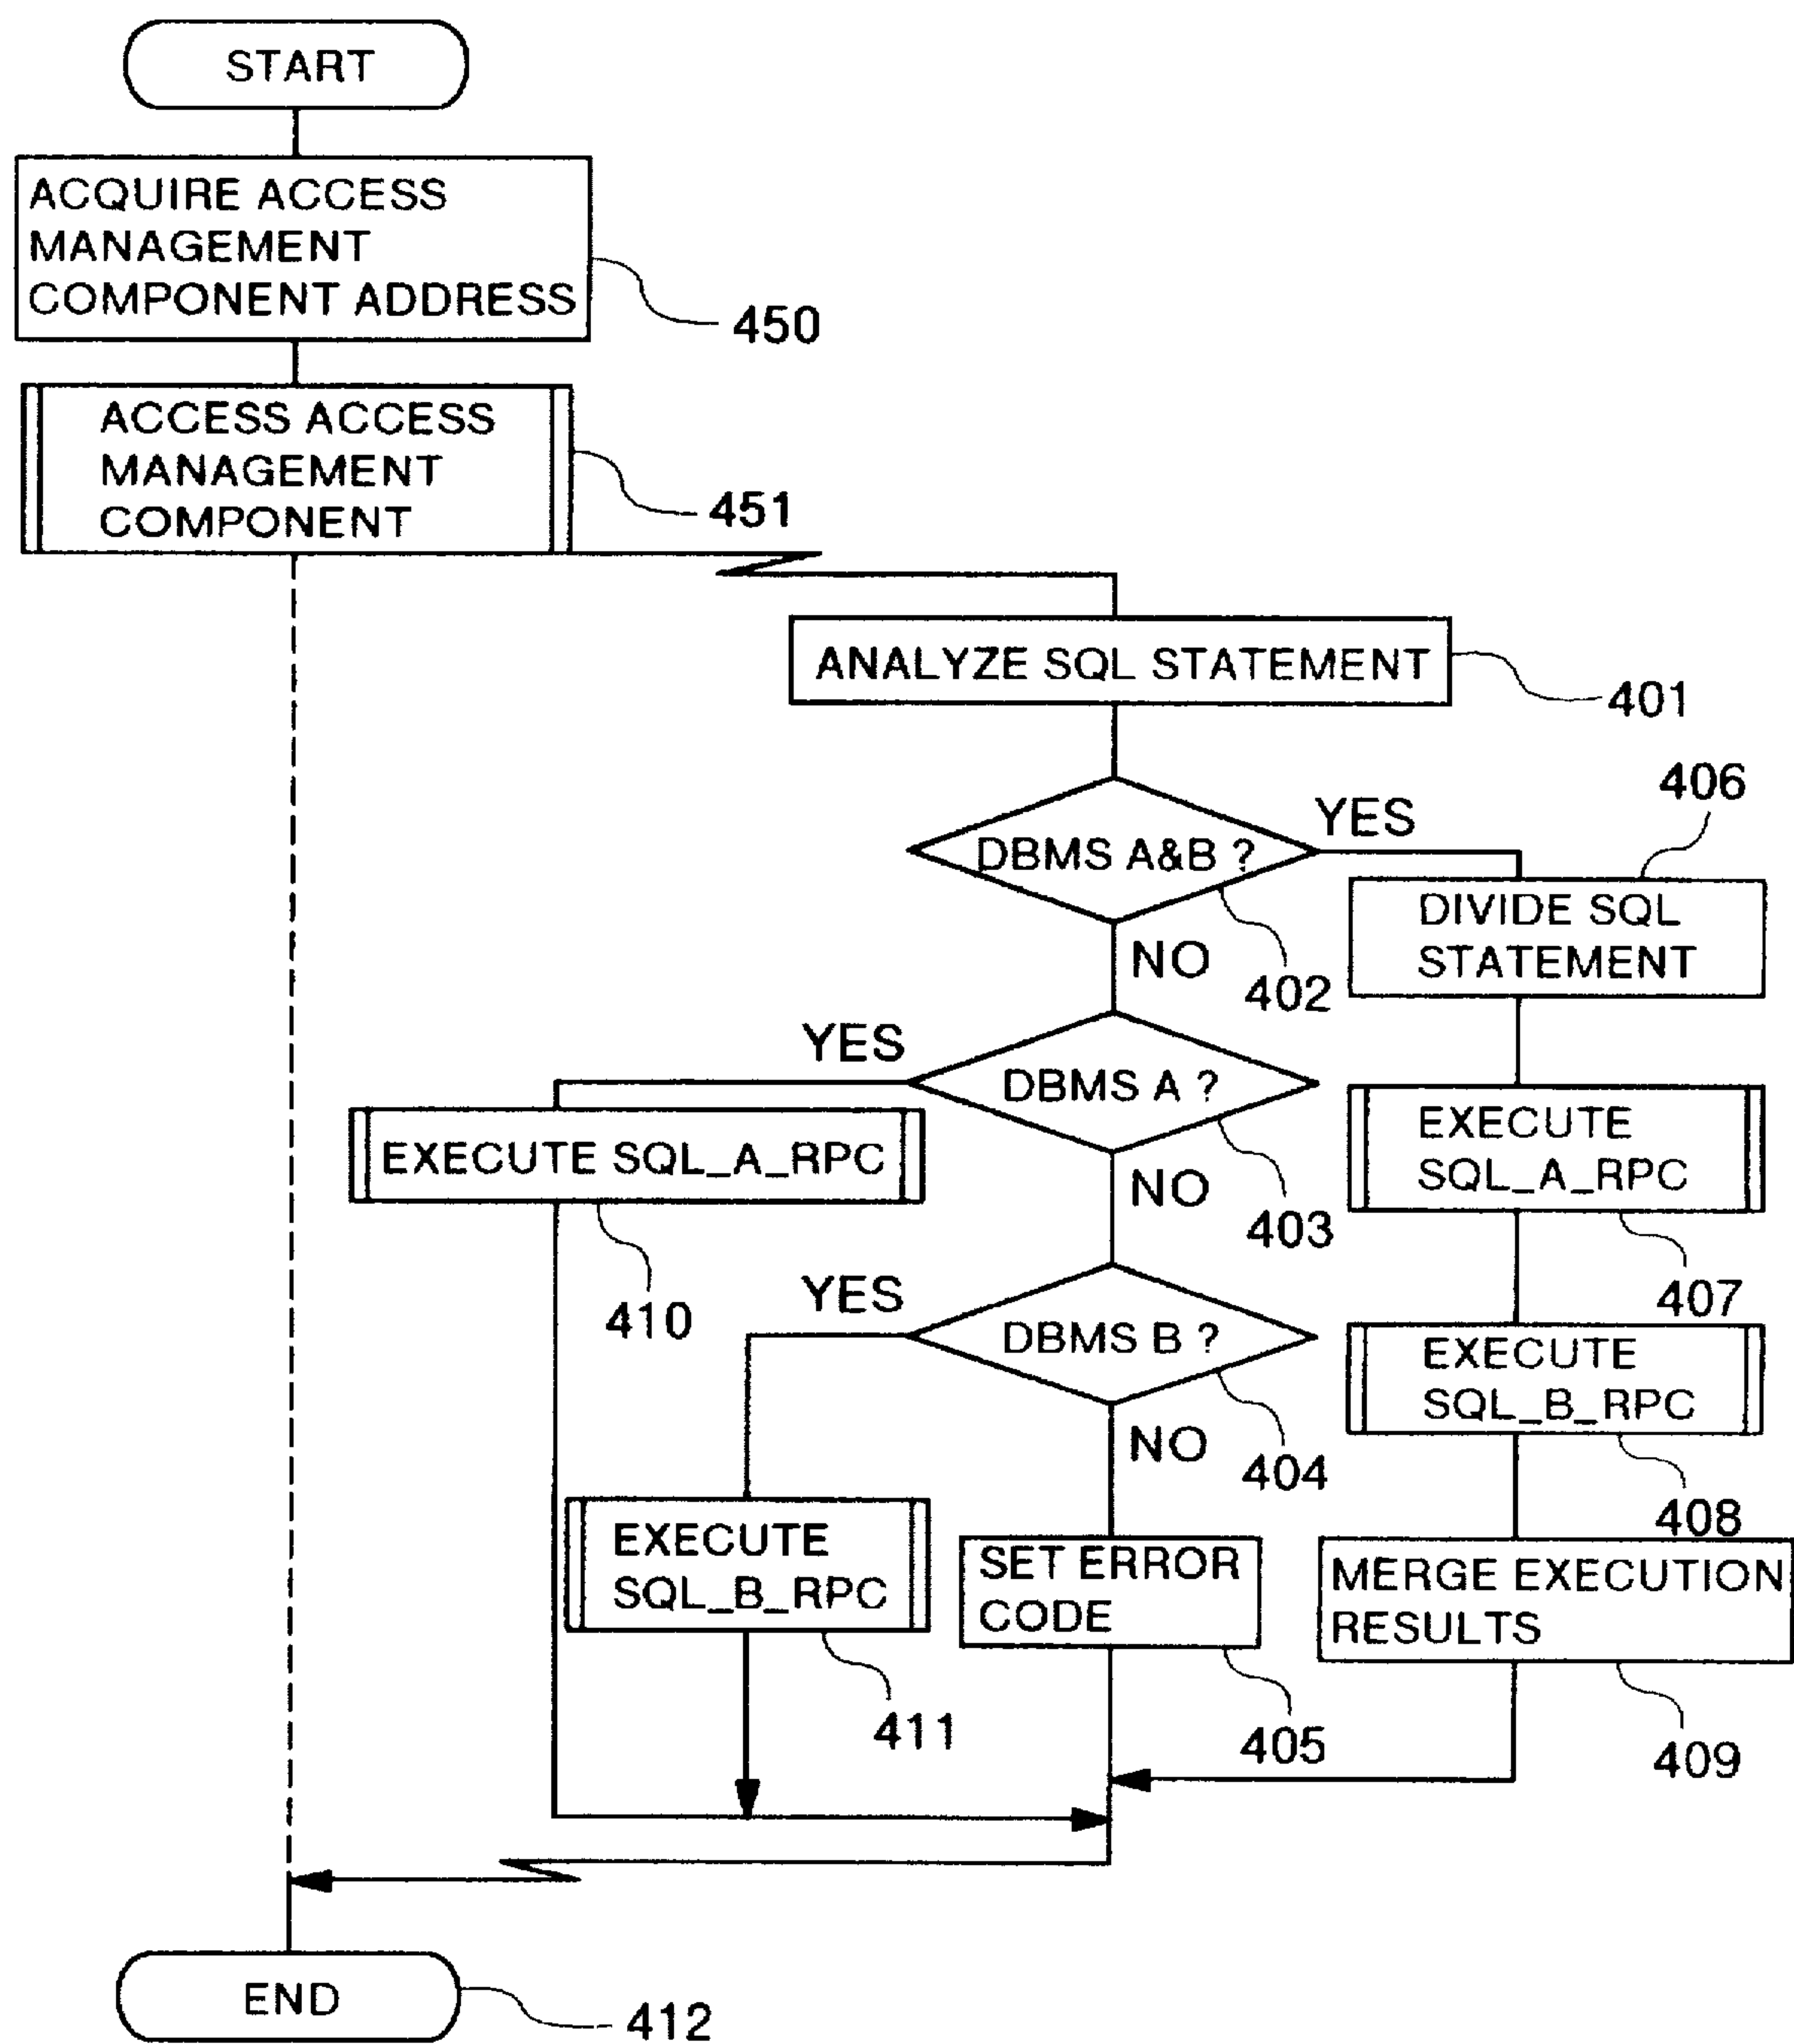 START
ACQUIRE ACCESS
MANAGEMENT
COMPONENT ADDRESS
450
ACCESS ACCESS
MANAGEMENT
COMPONENT
451
ANALYZE SQL STATEMENT
401
DBMS A&B ?
YES
406
NO
402
DIVIDE SQL
STATEMENT
YES
DBMS A ?
NO
403
EXECUTE SQL_A_RPC
410
EXECUTE
SQL_A_RPC
407
YES
DBMS B ?
NO
404
EXECUTE
SQL_B_RPC
408
EXECUTE
SQL_B_RPC
411
SET ERROR
CODE
405
MERGE EXECUTION
RESULTS
409
END
412